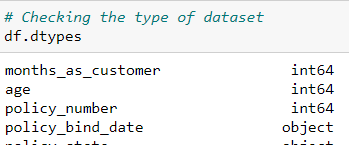 # Checking the type of dataset
df.dtypes
months_as_customer int64
age int64
policy_number int64
policy_bind_date object